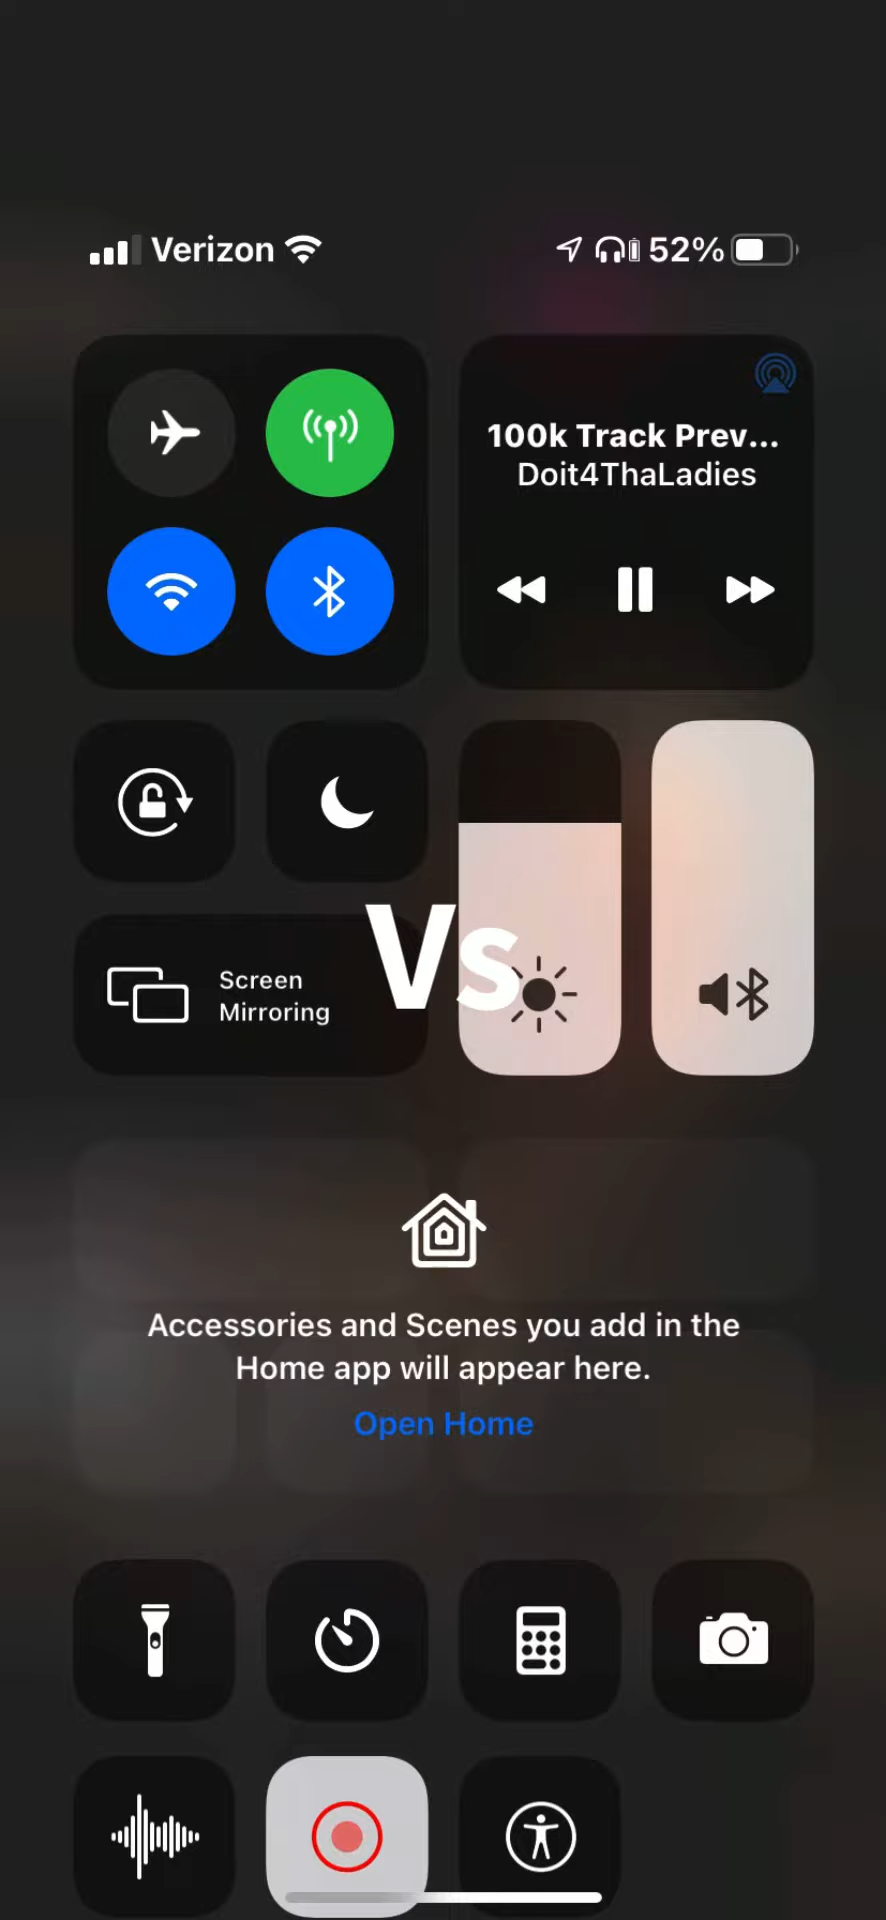 Verizon 52%
100k Track Prev...
Doit4ThaLadies
Vs
Screen
Mirroring
Accessories and Scenes you add in the
Home app will appear here.
Open Home